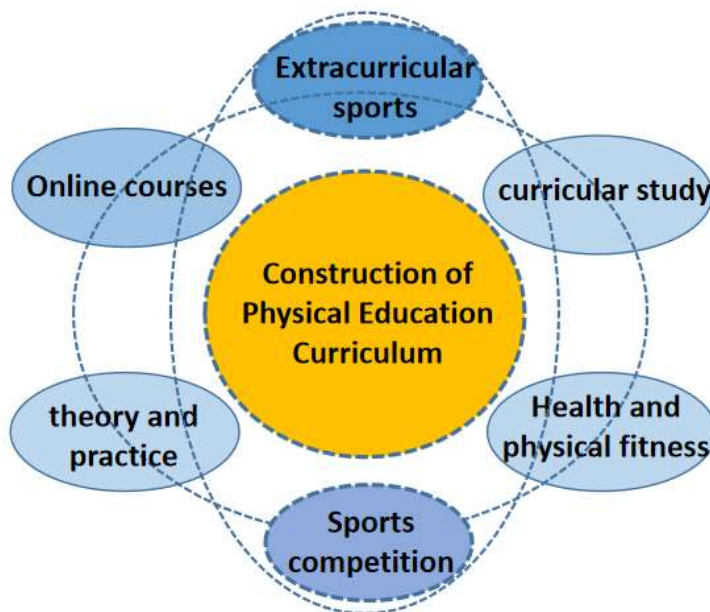 Extracurricular
sports
Online courses
curricular study
Construction of
Physical Education
Curriculum
theory and
practice
Health and
physical fitness
Sports
competition